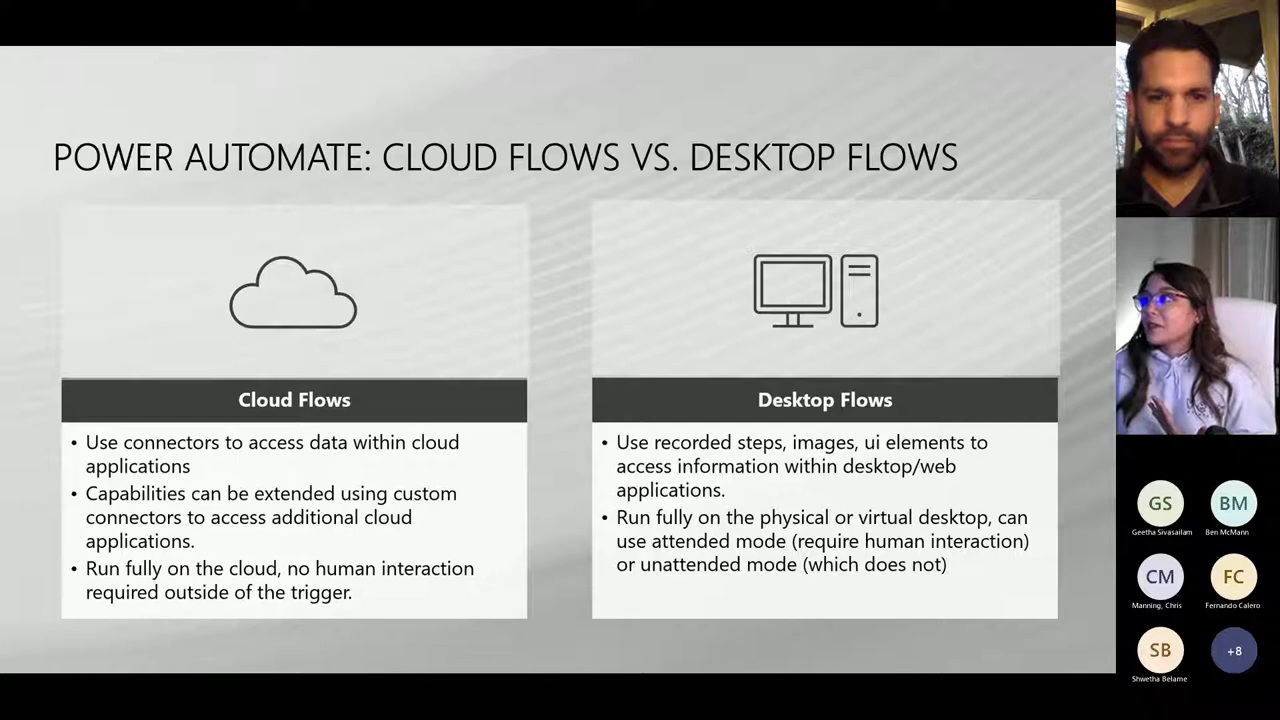 POWER AUTOMATE: CLOUD FLOWS VS. DESKTOP FLOWS
Cloud Flows
• Use connectors to access data within cloud
applications
• Capabilities can be extended using custom
connectors to access additional cloud
applications.
• Run fully on the cloud, no human interaction
required outside of the trigger.
Desktop Flows
• Use recorded steps, images, ui elements to
access information within desktop/web
applications.
• Run fully on the physical or virtual desktop, can
use attended mode (require human interaction)
or unattended mode (which does not)
GS
Geetha Sivasailam
BM
Ben McMann
CM
Manning, Chris
FC
Fernando Calero
SB
Shwetha Belame
+8